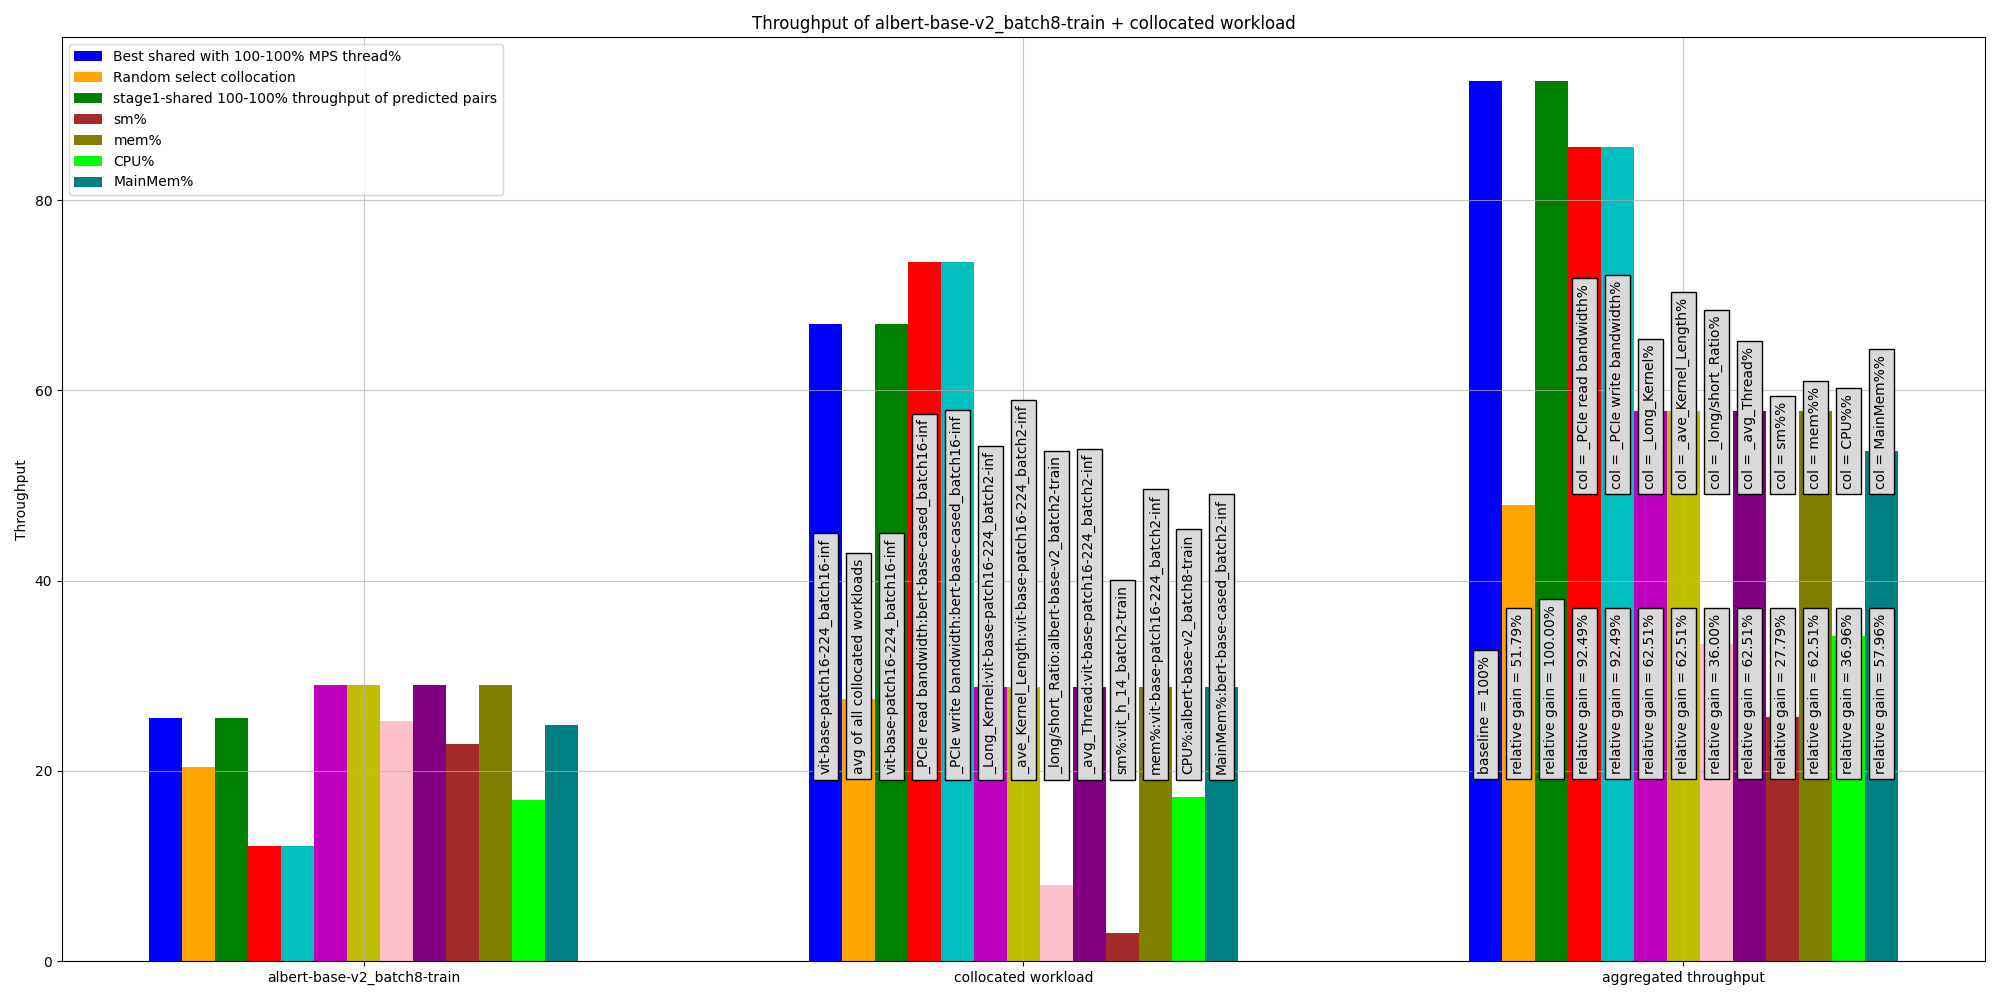 Throughput of albert-base-v2_batch8-train + collocated workload
Best shared with 100-100% MPS thread%
Random select collocation
stage1-shared 100-100% throughput of predicted pairs
sm%
mem%
CPU%
MainMem%
Throughput
80
60
40
20
0
vit-base-patch16-224_batch16-inf
avg of all collocated workloads
vit-base-patch16-224_batch16-inf
_PCIe read bandwidth:bert-base-cased_batch16-inf
_PCIe write bandwidth:bert-base-cased_batch16-inf
_Long_Kernel:vit-base-patch16-224_batch2-inf
_ave_Kernel_Length:vit-base-patch16-224_batch2-inf
_long/short_Ratio:albert-base-v2_batch2-train
_avg_Thread:vit-base-patch16-224_batch2-inf
sm%:vit_h_14_batch2-train
mem%:vit-base-patch16-224_batch2-inf
CPU%:albert-base-v2_batch8-train
MainMem%:bert-base-cased_batch2-inf
col = _PCIe read bandwidth%
col = _PCIe write bandwidth%
col = _Long_Kernel%
col = _ave_Kernel_Length%
col = _long/short_Ratio%
col = _avg_Thread%
col = sm%%
col = mem%%
col = CPU%%
col = MainMem%%
baseline = 100%
relative gain = 51.79%
relative gain = 100.00%
relative gain = 92.49%
relative gain = 92.49%
relative gain = 62.51%
relative gain = 62.51%
relative gain = 36.00%
relative gain = 62.51%
relative gain = 27.79%
relative gain = 62.51%
relative gain = 36.96%
relative gain = 57.96%
albert-base-v2_batch8-train
collocated workload
aggregated throughput